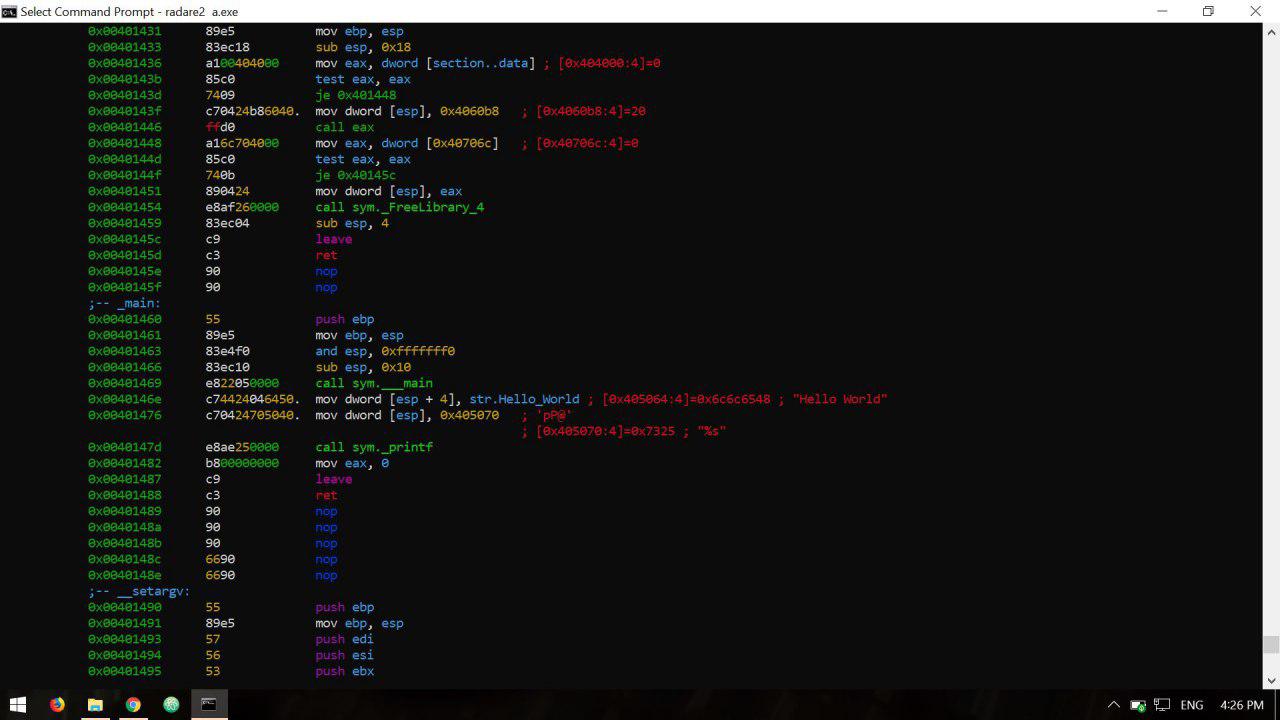 Select Command Prompt - radare2 a.exe
0x00401431 89e5 mov ebp, esp
0x00401433 83ec18 sub esp, 0x18
0x00401436 a100404000 mov eax, dword [section..data] ; [0x404000:4]=0
0x0040143b 85c0 test eax, eax
0x0040143d 7409 je 0x401448
0x0040143f c70424b86040. mov dword [esp], 0x4060b8 ; [0x4060b8:4]=20
0x00401446 ffd0 call eax
0x00401448 a16c704000 mov eax, dword [0x40706c] ; [0x40706c:4]=0
0x0040144d 85c0 test eax, eax
0x0040144f 740b je 0x40145c
0x00401451 890424 mov dword [esp], eax
0x00401454 e8af260000 call sym._FreeLibrary_4
0x00401459 83ec04 sub esp, 4
0x0040145c c9 leave
0x0040145d c3 ret
0x0040145e 90 nop
0x0040145f 90 nop
;-- _main:
0x00401460 55 push ebp
0x00401461 89e5 mov ebp, esp
0x00401463 83e4f0 and esp, 0xfffffff0
0x00401466 83ec10 sub esp, 0x10
0x00401469 e822050000 call sym.___main
0x0040146e c74424046450. mov dword [esp + 4], str.Hello_World ; [0x405064:4]=0x6c6c6548 ; "Hello World"
0x00401476 c70424705040. mov dword [esp], 0x405070 ; 'pP@'
; [0x405070:4]=0x7325 ; "%s"
0x0040147d e8ae250000 call sym._printf
0x00401482 b800000000 mov eax, 0
0x00401487 c9 leave
0x00401488 c3 ret
0x00401489 90 nop
0x0040148a 90 nop
0x0040148b 90 nop
0x0040148c 6690 nop
0x0040148e 6690 nop
;-- __setargv:
0x00401490 55 push ebp
0x00401491 89e5 mov ebp, esp
0x00401493 57 push edi
0x00401494 56 push esi
0x00401495 53 push ebx
ENG 4:26 PM